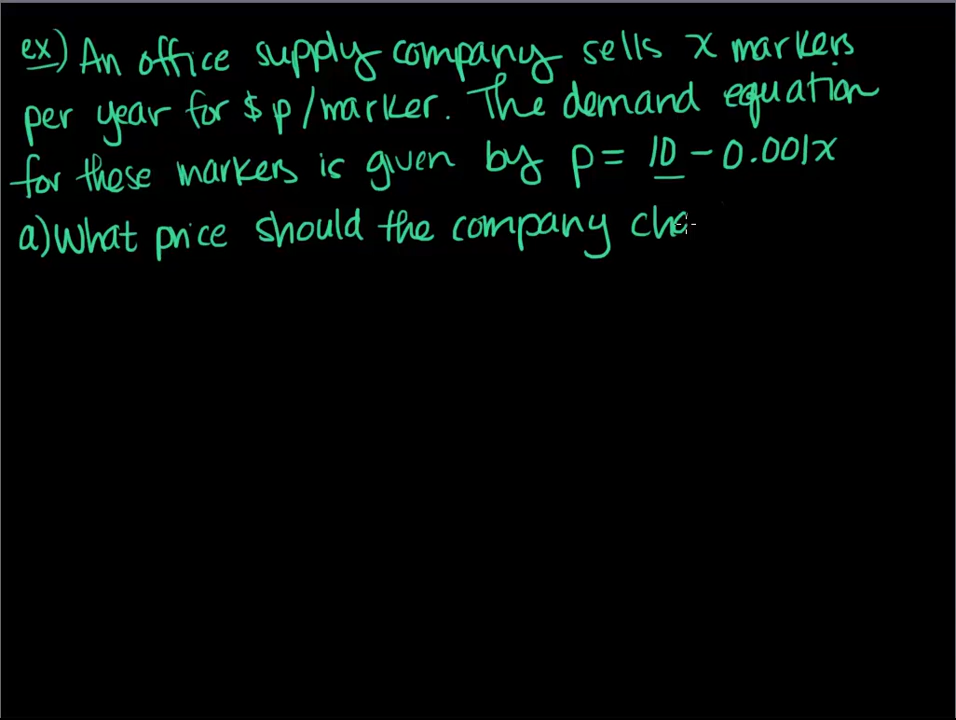 ex) An office supply company sells x markers
per year for $p/marker. The demand equation
for these markers is given by p = 10 - 0.001x
a) What price should the company cha